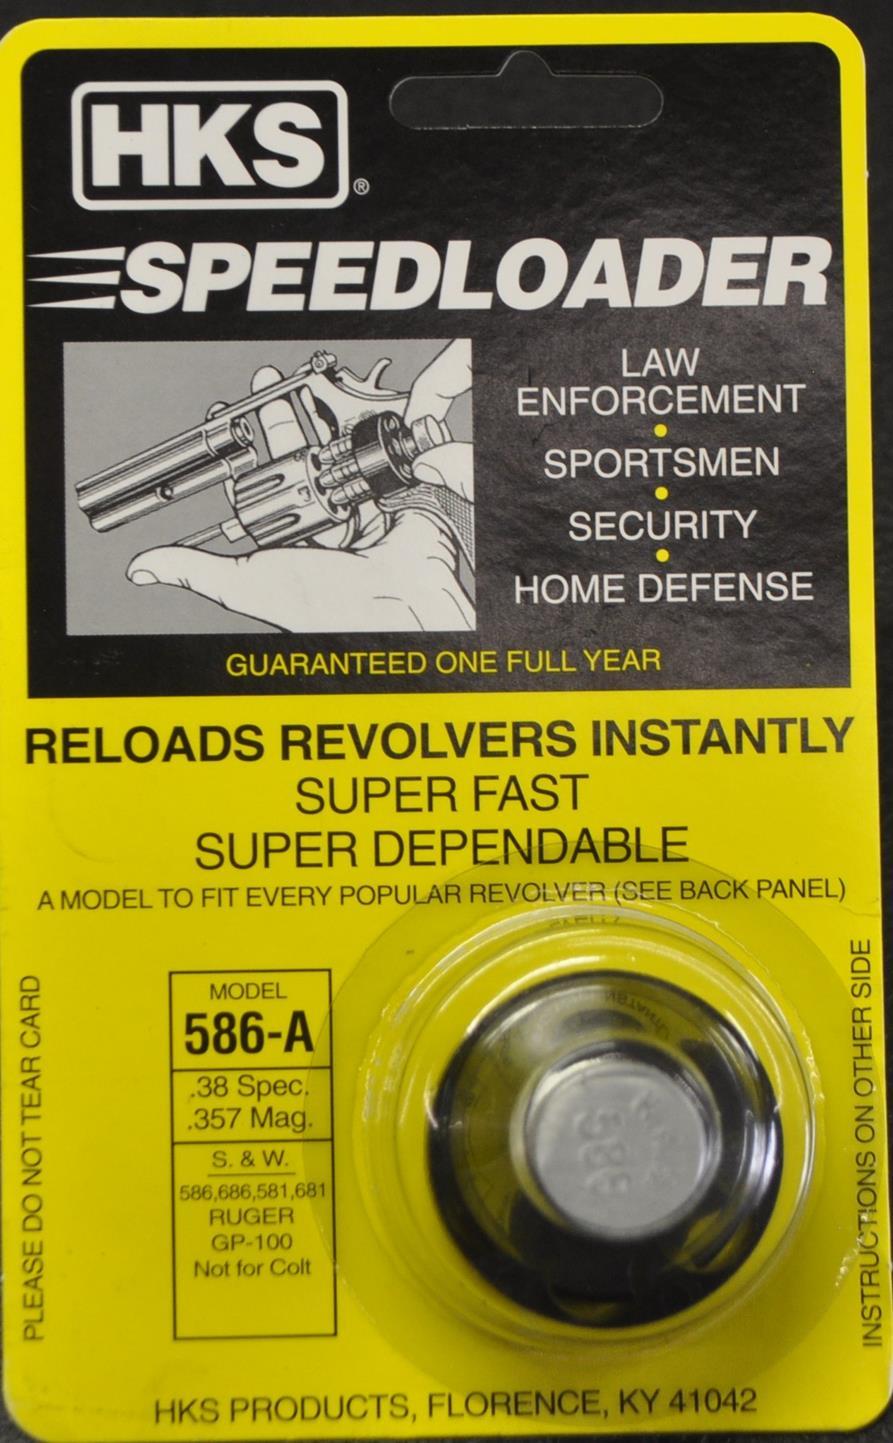 HKS®
SPEEDLOADER
LAW
ENFORCEMENT
•
SPORTSMEN
•
SECURITY
•
HOME DEFENSE
GUARANTEED ONE FULL YEAR
RELOADS REVOLVERS INSTANTLY
SUPER FAST
SUPER DEPENDABLE
A MODEL TO FIT EVERY POPULAR REVOLVER (SEE BACK PANEL)
PLEASE DO NOT TEAR CARD
MODEL
586-A
.38 Spec.
.357 Mag.
S. & W.
586,686,581,681
RUGER
GP-100
Not for Colt
586
INSTRUCTIONS ON OTHER SIDE
HKS PRODUCTS, FLORENCE, KY 41042